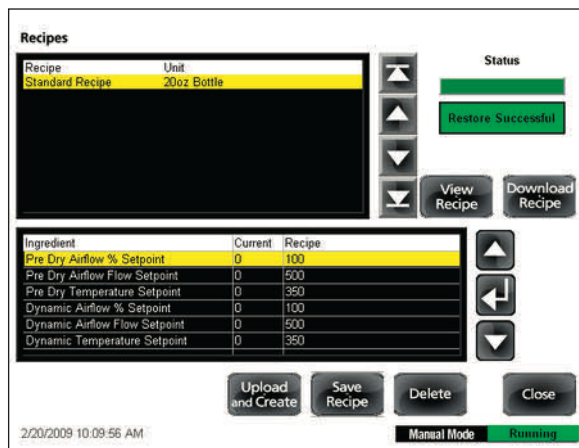 Recipes
Status
Recipe Unit
Standard Recipe 20oz Bottle
Restore Successful
View Recipe
Download Recipe
Ingredient Current Recipe
Pre Dry Airflow % Setpoint 0 100
Pre Dry Airflow Flow Setpoint 0 500
Pre Dry Temperature Setpoint 0 350
Dynamic Airflow % Setpoint 0 100
Dynamic Airflow Flow Setpoint 0 500
Dynamic Temperature Setpoint 0 350
Upload and Create
Save Recipe
Delete
Close
2/20/2009 10:09:56 AM
Manual Mode
Running